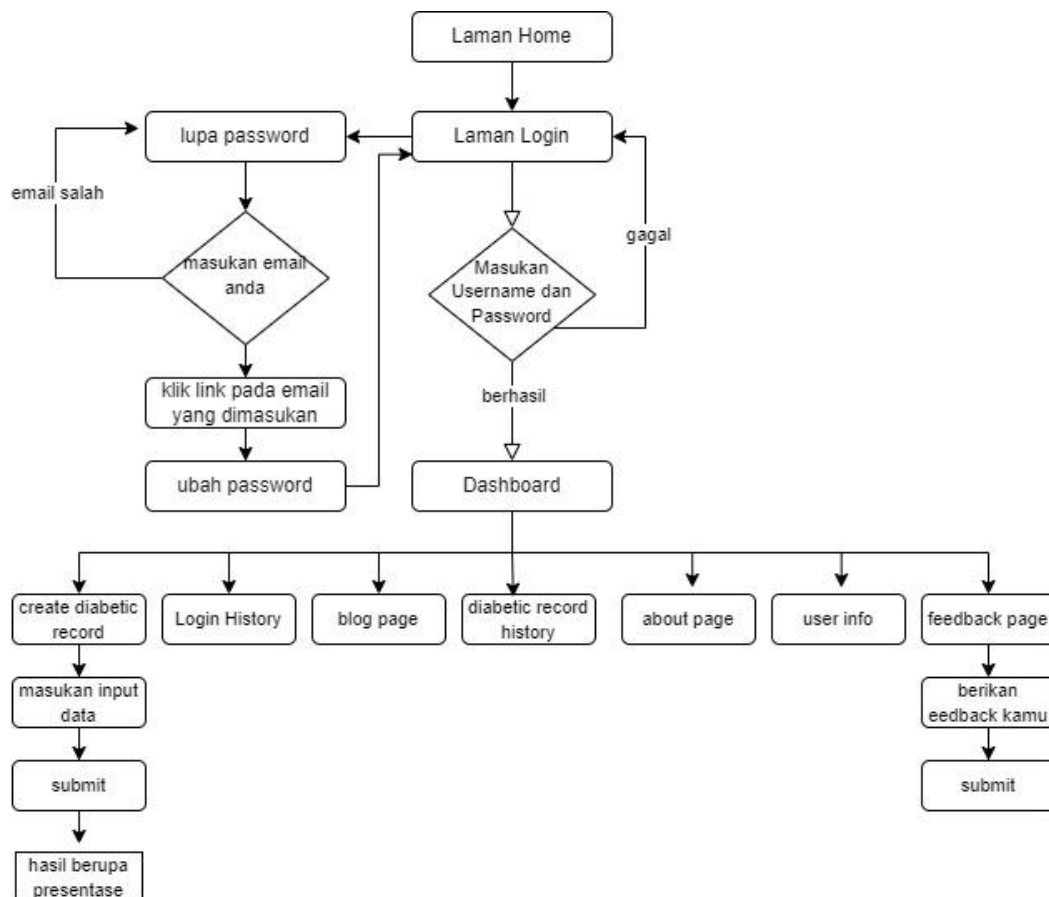 Laman Home
lupa password
Laman Login
email salah
gagal
masukan email
anda
Masukan
Username dan
Password
klik link pada email
yang dimasukan
berhasil
ubah password
Dashboard
create diabetic
record
Login History
blog page
diabetic record
history
about page
user info
feedback page
masukan input
data
berikan
eedback kamu
submit
submit
hasil berupa
presentase